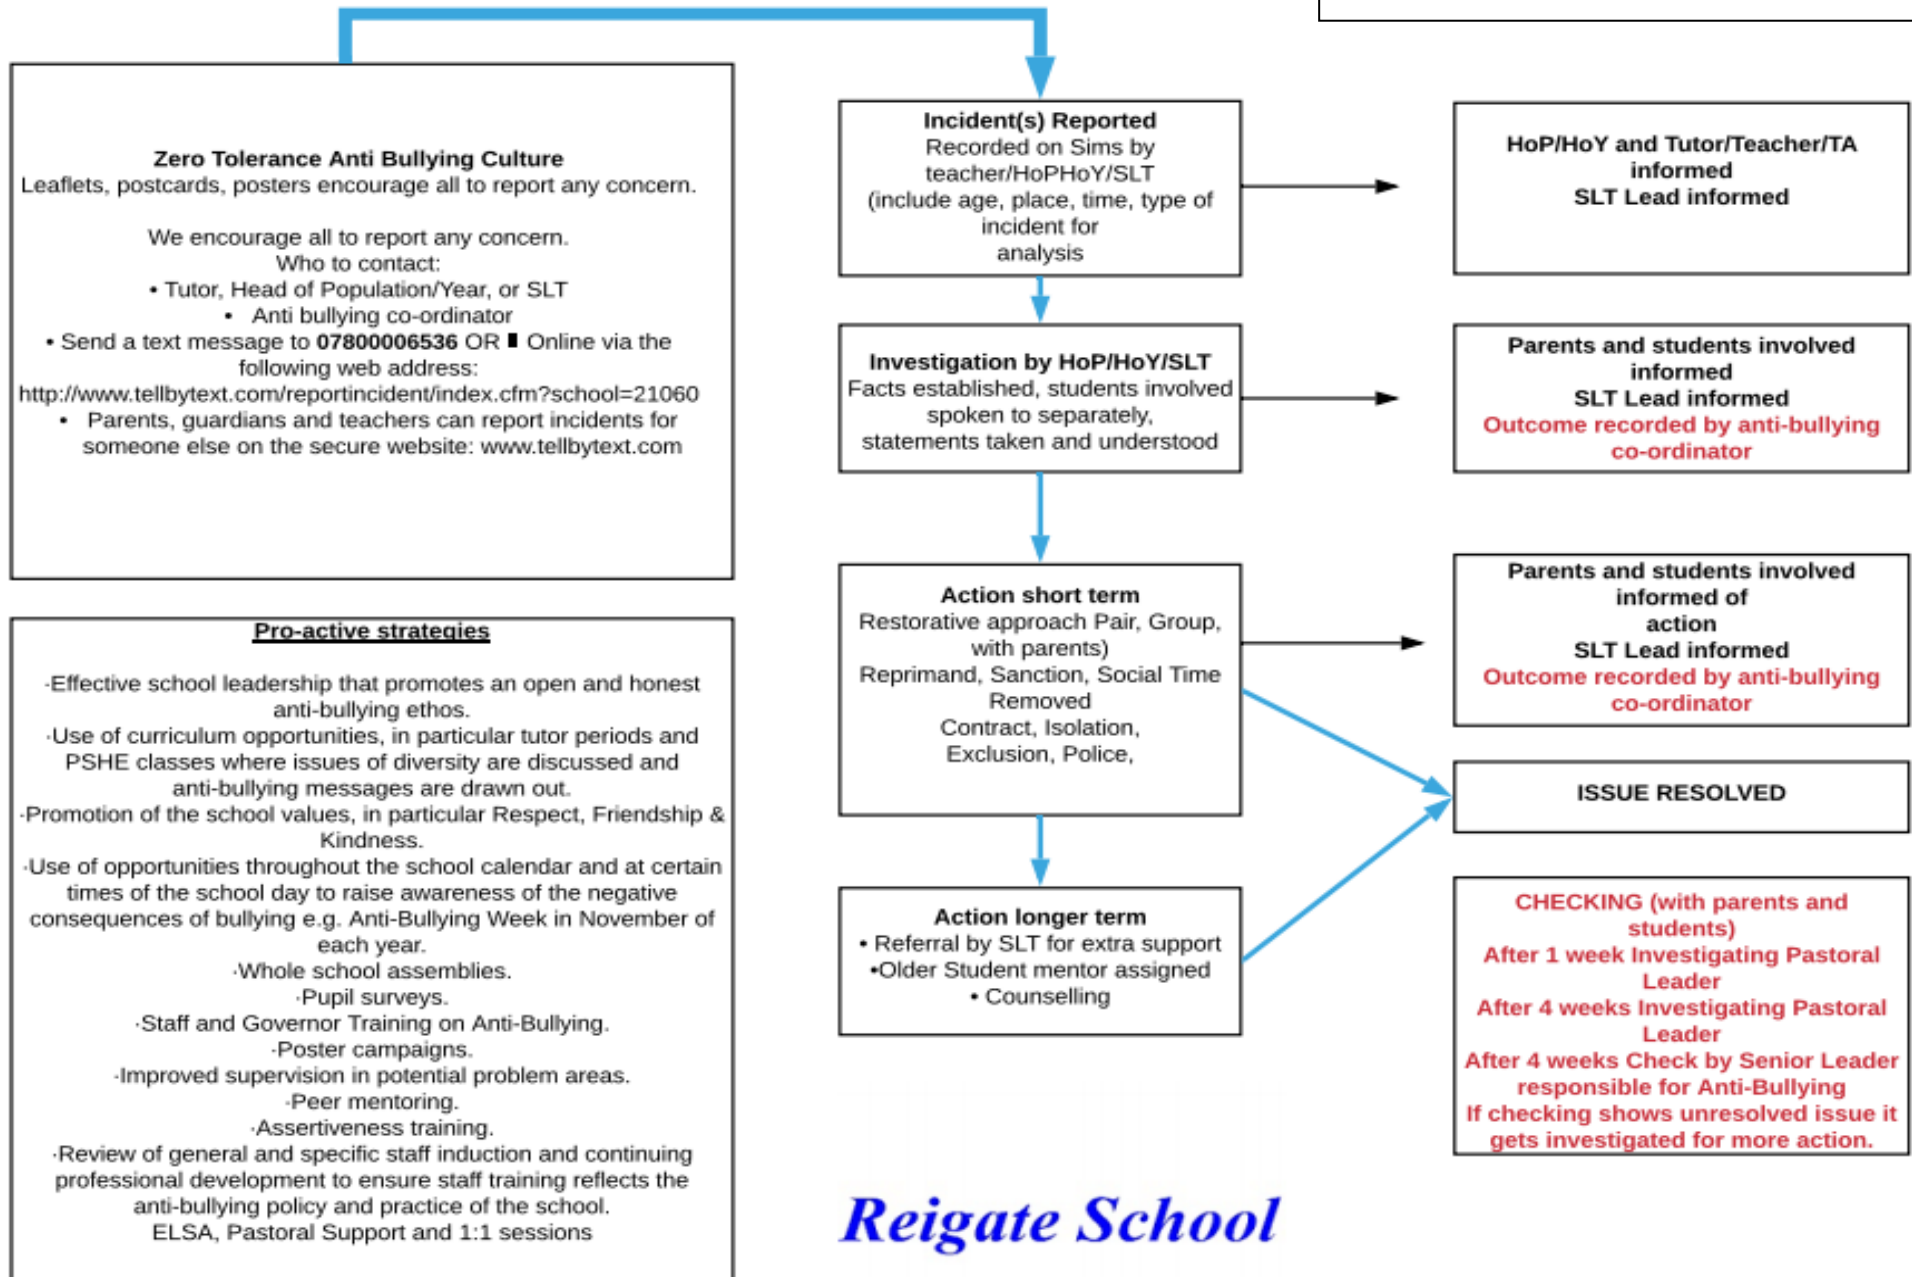 Zero Tolerance Anti Bullying Culture
Leaflets, postcards, posters encourage all to report any concern.
We encourage all to report any concern.
Who to contact:
• Tutor, Head of Population/Year, or SLT
• Anti bullying co-ordinator
• Send a text message to 07800006536 OR ▮ Online via the
following web address:
http://www.tellbytext.com/reportincident/index.cfm?school=21060
• Parents, guardians and teachers can report incidents for
someone else on the secure website: www.tellbytext.com
Pro-active strategies
·Effective school leadership that promotes an open and honest
anti-bullying ethos.
·Use of curriculum opportunities, in particular tutor periods and
PSHE classes where issues of diversity are discussed and
anti-bullying messages are drawn out.
·Promotion of the school values, in particular Respect, Friendship &
Kindness.
·Use of opportunities throughout the school calendar and at certain
times of the school day to raise awareness of the negative
consequences of bullying e.g. Anti-Bullying Week in November of
each year.
·Whole school assemblies.
·Pupil surveys.
·Staff and Governor Training on Anti-Bullying.
·Poster campaigns.
·Improved supervision in potential problem areas.
·Peer mentoring.
·Assertiveness training.
·Review of general and specific staff induction and continuing
professional development to ensure staff training reflects the
anti-bullying policy and practice of the school.
ELSA, Pastoral Support and 1:1 sessions
Incident(s) Reported
Recorded on Sims by
teacher/HoPHoY/SLT
(include age, place, time, type of
incident for
analysis
HoP/HoY and Tutor/Teacher/TA
informed
SLT Lead informed
Investigation by HoP/HoY/SLT
Facts established, students involved
spoken to separately,
statements taken and understood
Parents and students involved
informed
SLT Lead informed
Outcome recorded by anti-bullying
co-ordinator
Action short term
Restorative approach Pair, Group,
with parents)
Reprimand, Sanction, Social Time
Removed
Contract, Isolation,
Exclusion, Police,
Parents and students involved
informed of
action
SLT Lead informed
Outcome recorded by anti-bullying
co-ordinator
ISSUE RESOLVED
Action longer term
• Referral by SLT for extra support
•Older Student mentor assigned
• Counselling
CHECKING (with parents and
students)
After 1 week Investigating Pastoral
Leader
After 4 weeks Investigating Pastoral
Leader
After 4 weeks Check by Senior Leader
responsible for Anti-Bullying
If checking shows unresolved issue it
gets investigated for more action.
Reigate School